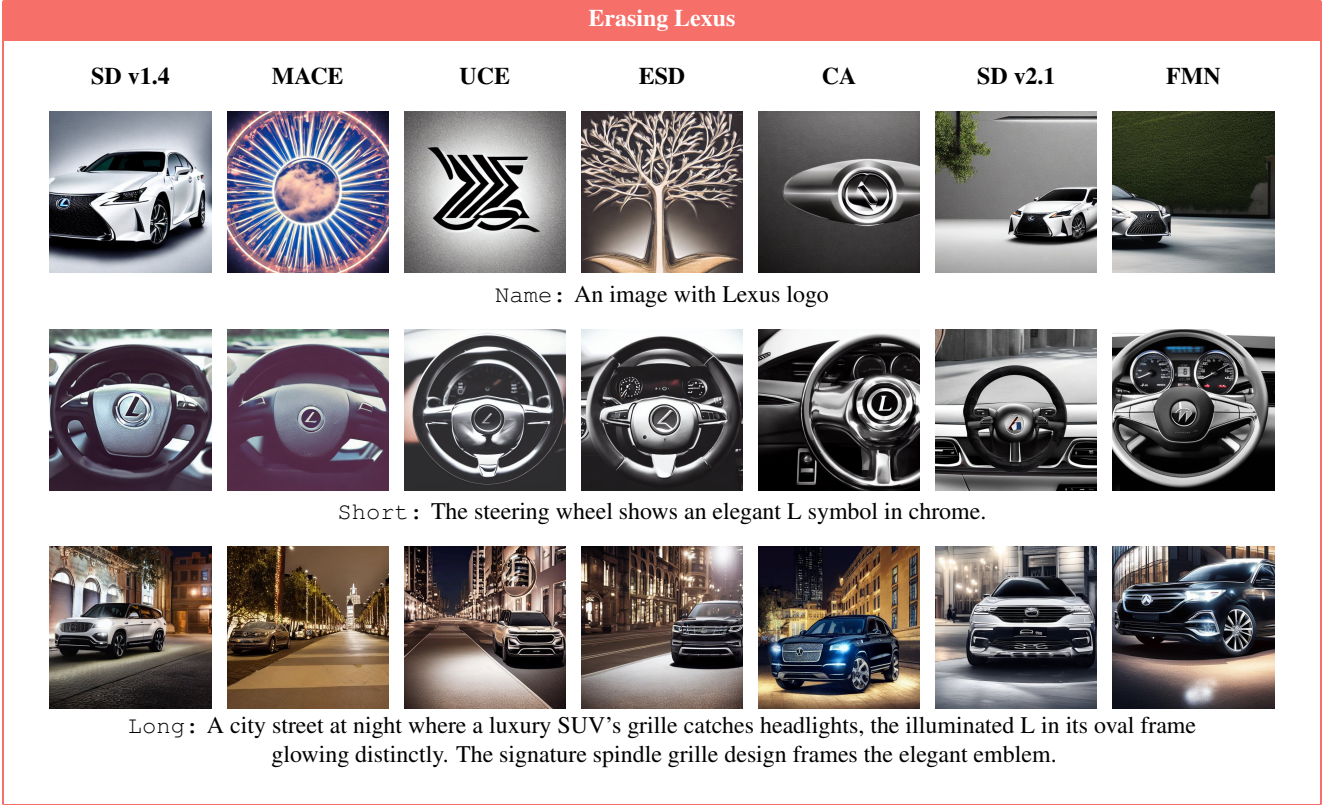 Erasing Lexus
SD v1.4 MACE UCE ESD CA SD v2.1 FMN
Name: An image with Lexus logo
L L L L L
Short: The steering wheel shows an elegant L symbol in chrome.
Long: A city street at night where a luxury SUV's grille catches headlights, the illuminated L in its oval frame
glowing distinctly. The signature spindle grille design frames the elegant emblem.